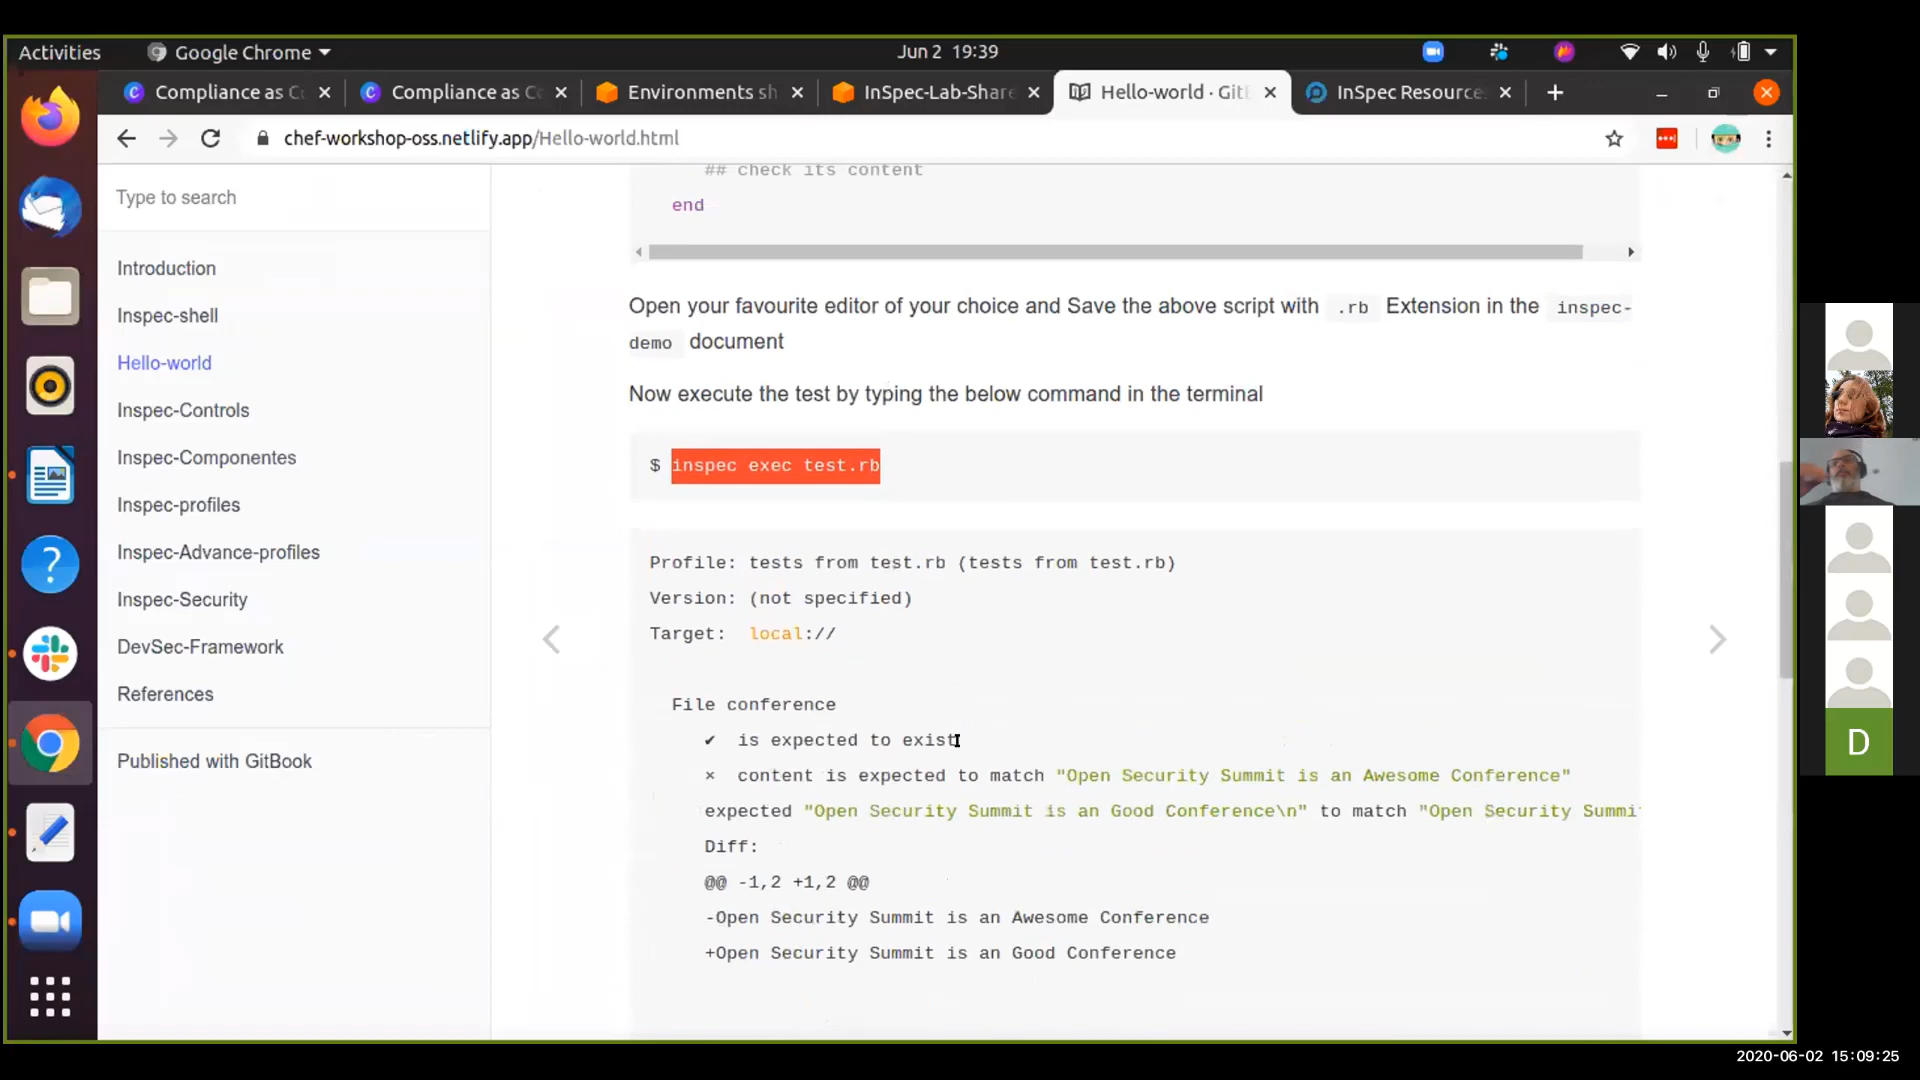 Activities
Google Chrome
Jun 2 19:39
Compliance as Co
Compliance as Co
Environments sh
InSpec-Lab-Share
Hello-world · GitB
InSpec Resource
chef-workshop-oss.netlify.app/Hello-world.html
Type to search
Introduction
Inspec-shell
Hello-world
Inspec-Controls
Inspec-Componentes
Inspec-profiles
Inspec-Advance-profiles
Inspec-Security
DevSec-Framework
References
Published with GitBook
## check its content
end
Open your favourite editor of your choice and Save the above script with .rb Extension in the inspec-
demo document
Now execute the test by typing the below command in the terminal
$ inspec exec test.rb
Profile: tests from test.rb (tests from test.rb)
Version: (not specified)
Target: local://
File conference
✔ is expected to exist
× content is expected to match "Open Security Summit is an Awesome Conference"
expected "Open Security Summit is an Good Conference\n" to match "Open Security Summi
Diff:
@@ -1,2 +1,2 @@
-Open Security Summit is an Awesome Conference
+Open Security Summit is an Good Conference
D
2020-06-02 15:09:25